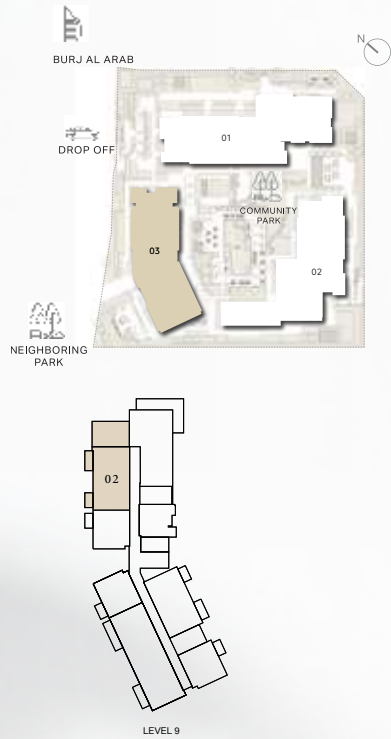 N
BURJ AL ARAB
DROP OFF
01
COMMUNITY
PARK
03
02
NEIGHBORING
PARK
02
LEVEL 9